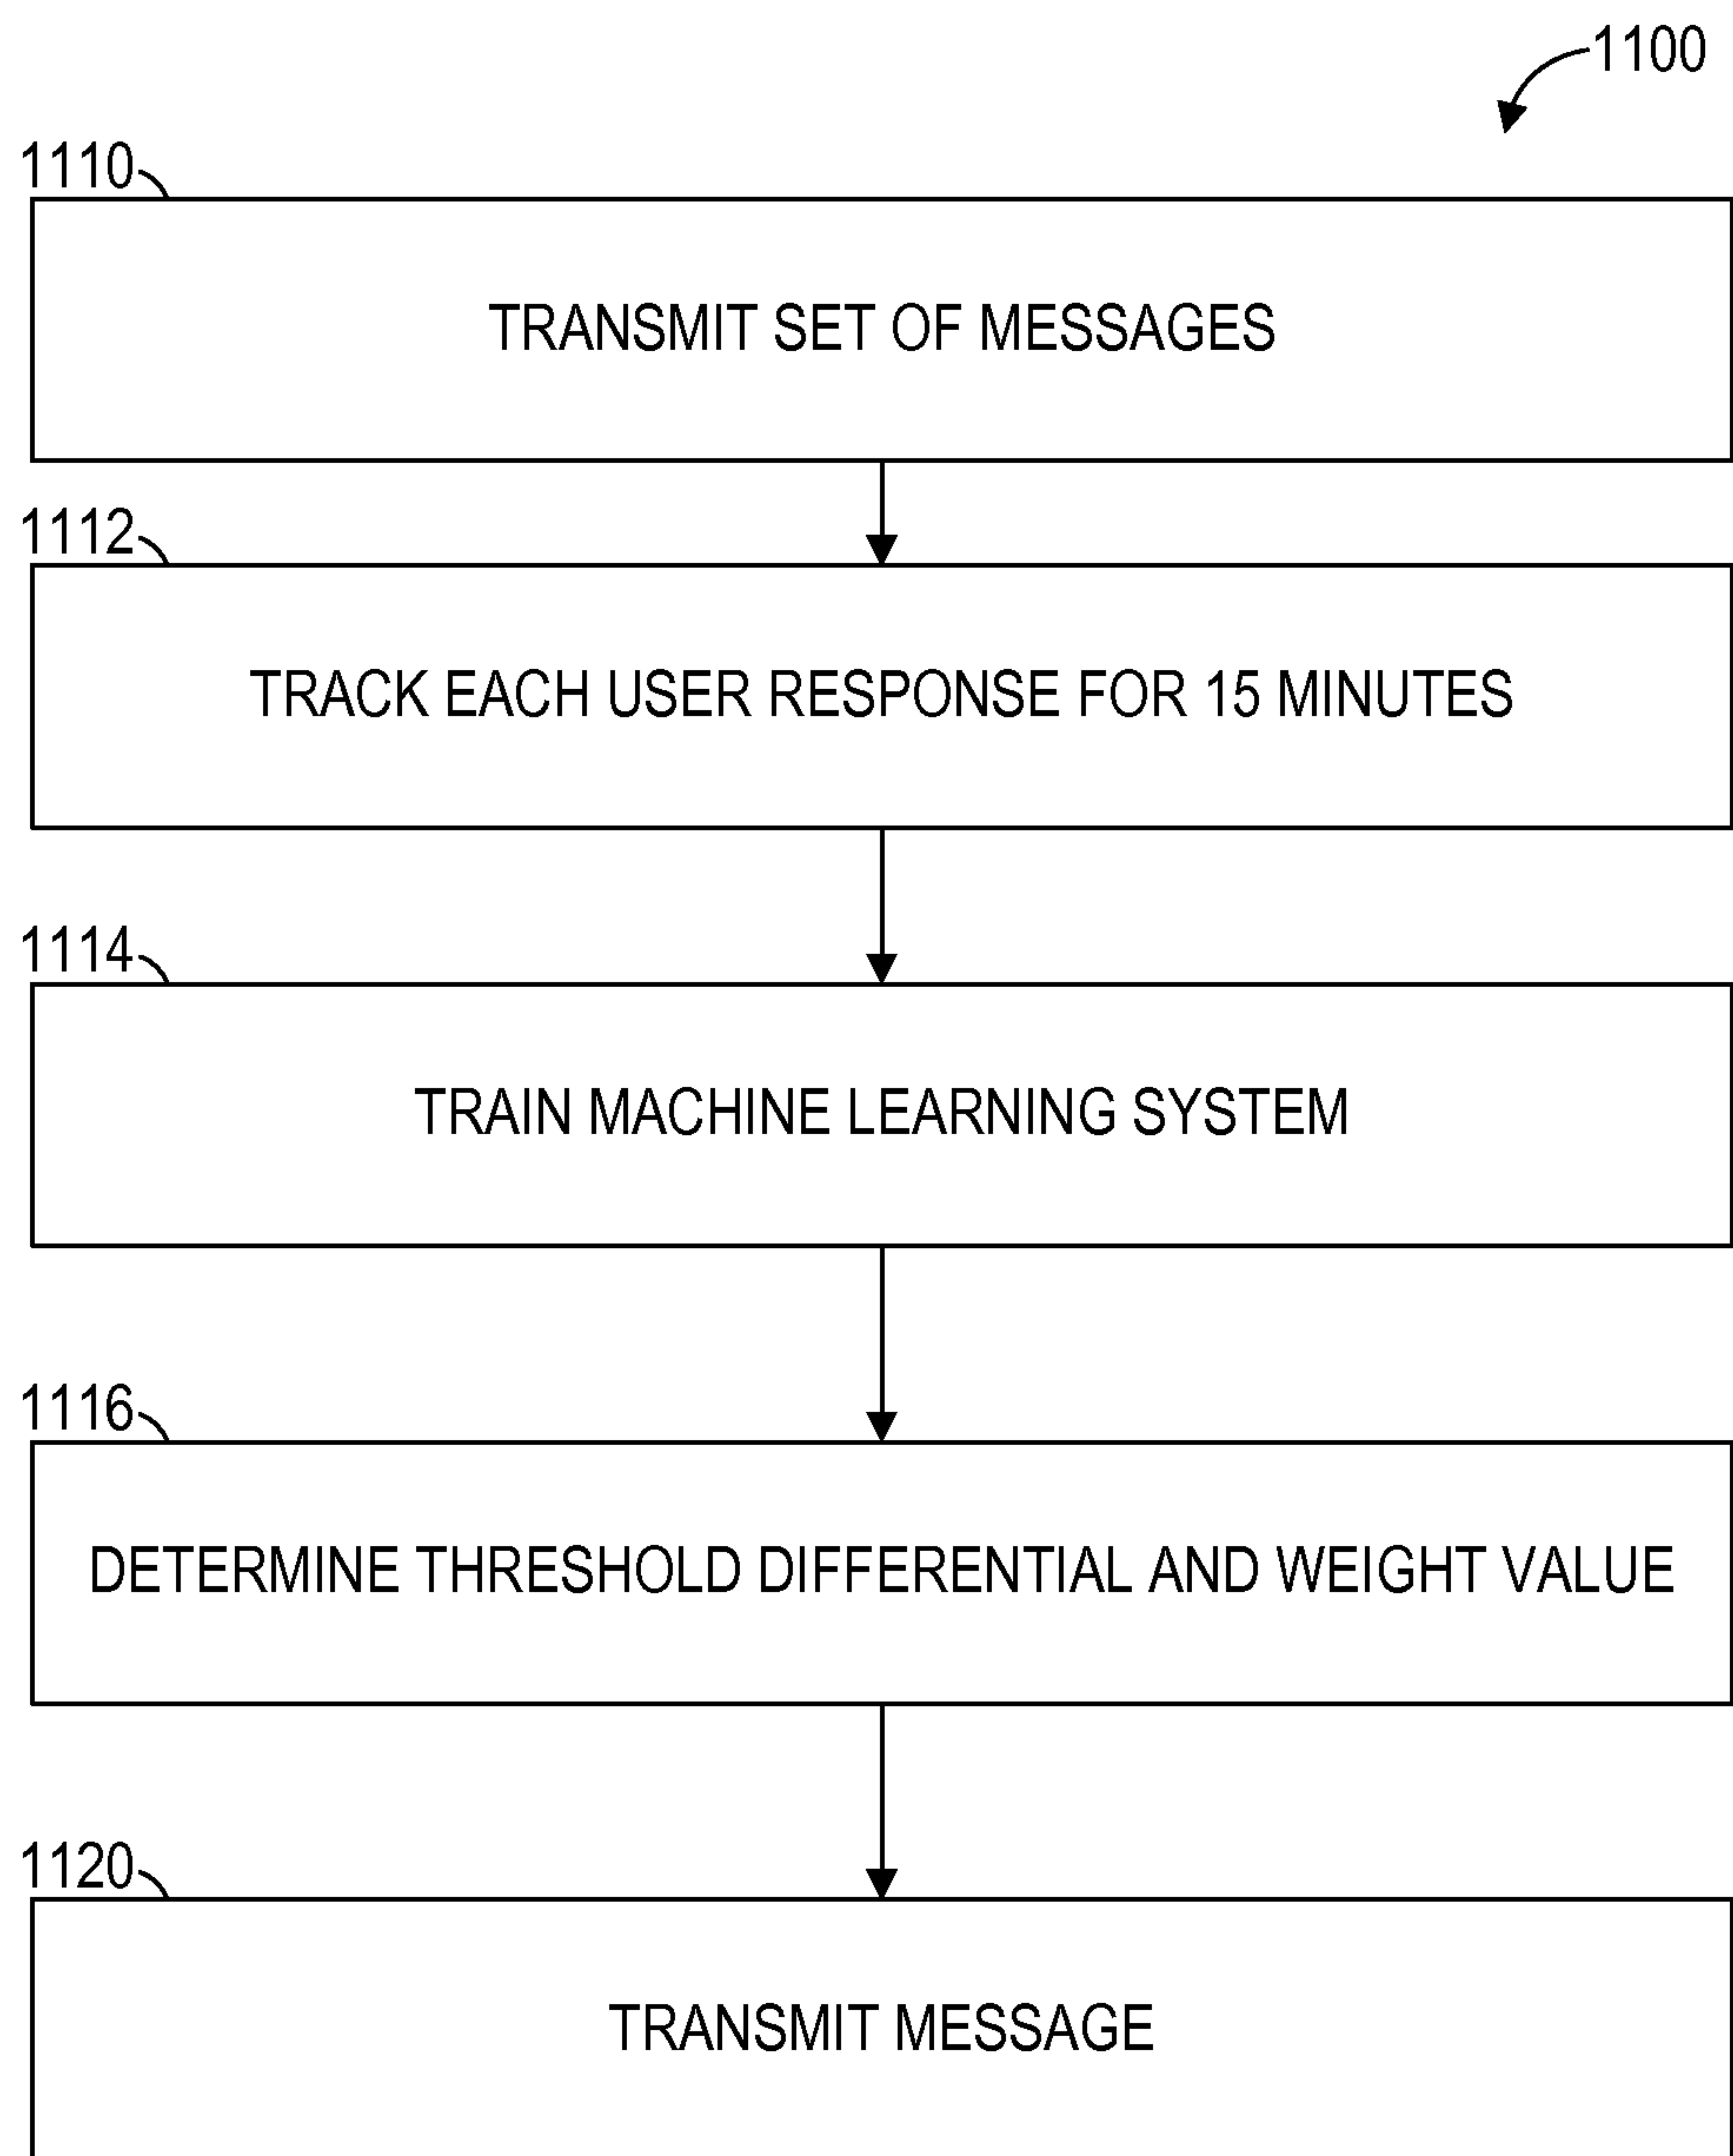 1100
1110
TRANSMIT SET OF MESSAGES
1112
TRACK EACH USER RESPONSE FOR 15 MINUTES
1114
TRAIN MACHINE LEARNING SYSTEM
1116
DETERMINE THRESHOLD DIFFERENTIAL AND WEIGHT VALUE
1120
TRANSMIT MESSAGE